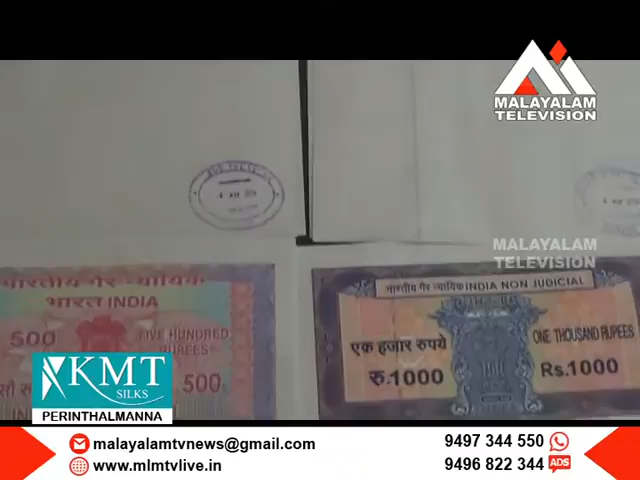 MALAYALAM
TELEVISION
MALAYALAM
TELEVISION
भारतीय गैर न्यायिक
भारत INDIA
500
FIVE HUNDRED
RUPEES
500
भारतीय गैर न्यायिक INDIA NON JUDICIAL
एक हजार रुपये
ONE THOUSAND RUPEES
रु.1000
Rs.1000
KMT
SILKS
PERINTHALMANNA
malayalamtvnews@gmail.com
www.mlmtvlive.in
9497 344 550
9496 822 344
ADS